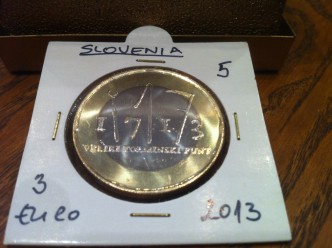 SLOVENIA
5
1713
VELIKI TOLMINSKI PUNT
3
euro
2013